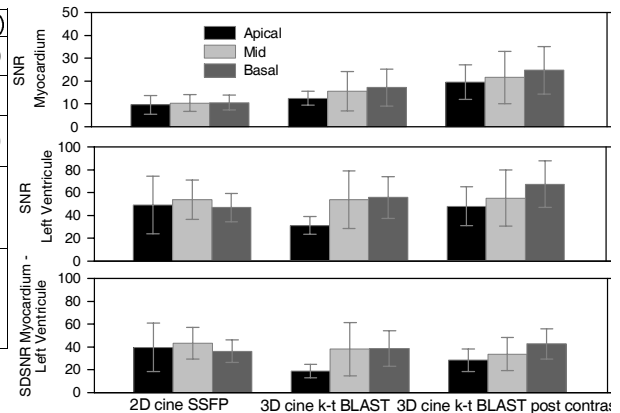 )
SNR
Myocardium
50
40
30
20
10
0
Apical
Mid
Basal
SNR
Left Ventricule
100
80
60
40
20
0
SDSNR Myocardium -
Left Ventricule
100
80
60
40
20
0
2D cine SSFP 3D cine k-t BLAST 3D cine k-t BLAST post contras